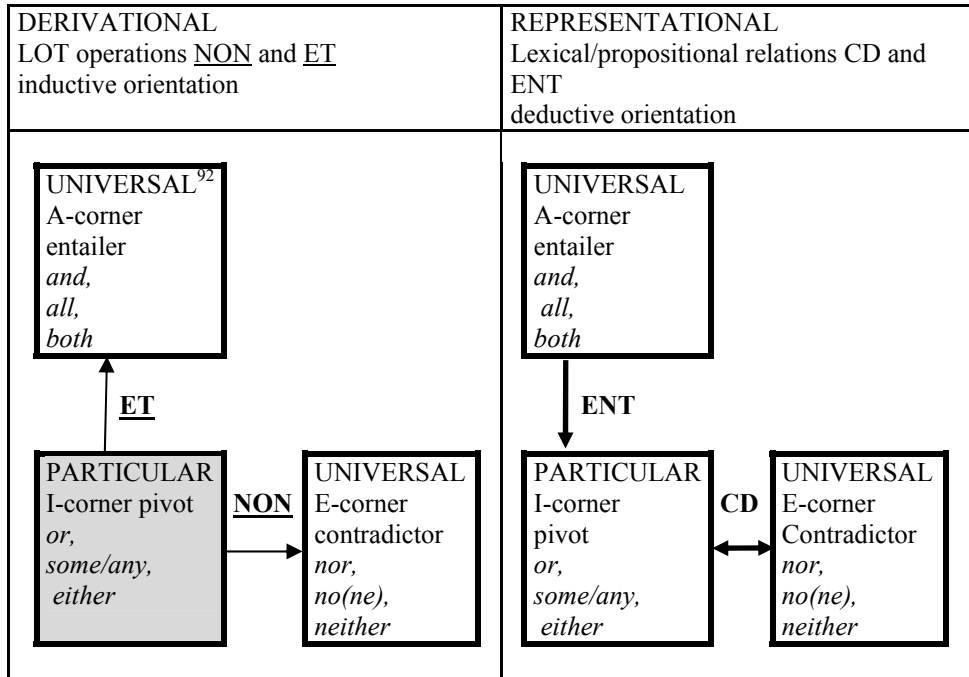 DERIVATIONAL
LOT operations NON and ET
inductive orientation
REPRESENTATIONAL
Lexical/propositional relations CD and
ENT
deductive orientation
UNIVERSAL92
A-corner
entailer
and,
all,
both
ET
PARTICULAR
I-corner pivot
or,
some/any,
either
NON
UNIVERSAL
E-corner
contradictor
nor,
no(ne),
neither
UNIVERSAL
A-corner
entailer
and,
all,
both
ENT
PARTICULAR
I-corner
pivot
or,
some/any,
either
CD
UNIVERSAL
E-corner
Contradictor
nor,
no(ne),
neither